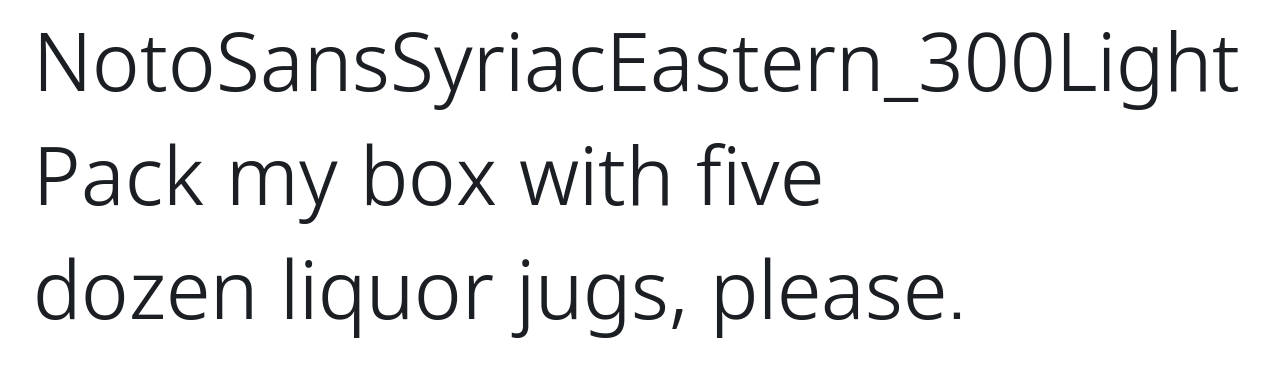 NotoSansSyriacEastern_300Light
Pack my box with five
dozen liquor jugs, please.